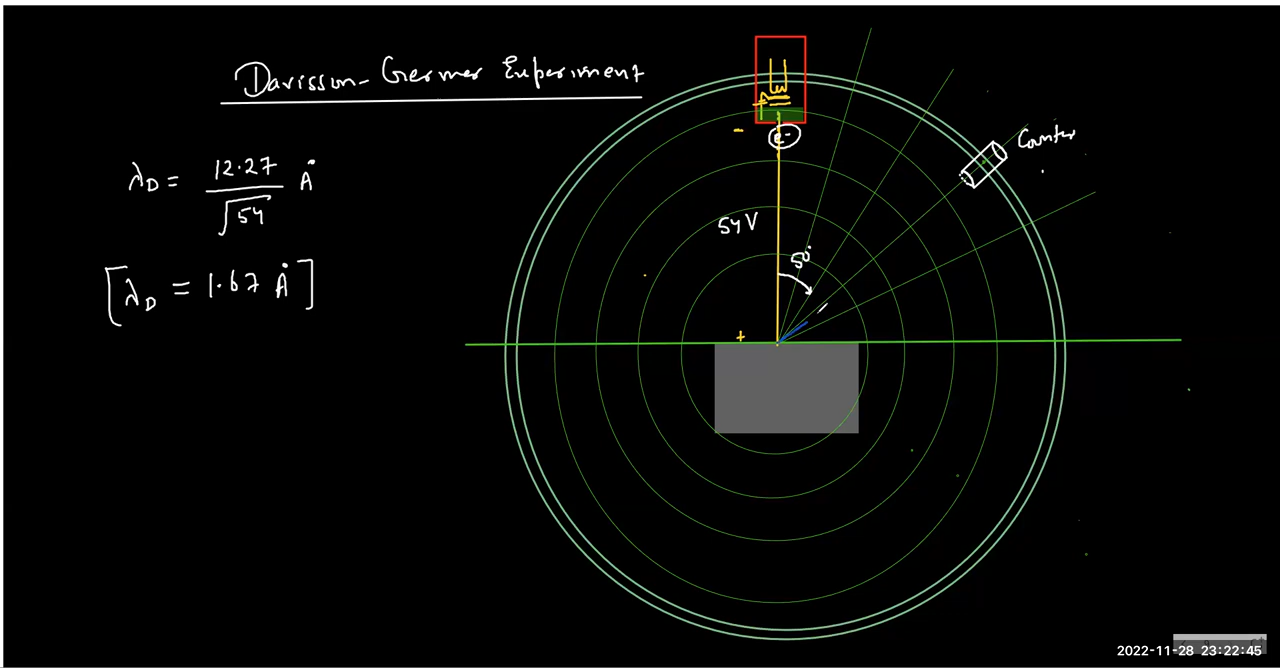 Davisson-Germer Experiment
λD = 12.27 / √54 Å
[λD = 1.67 Å]
-
e-
Counter
54V
50°
+
2022-11-28 23:22:45